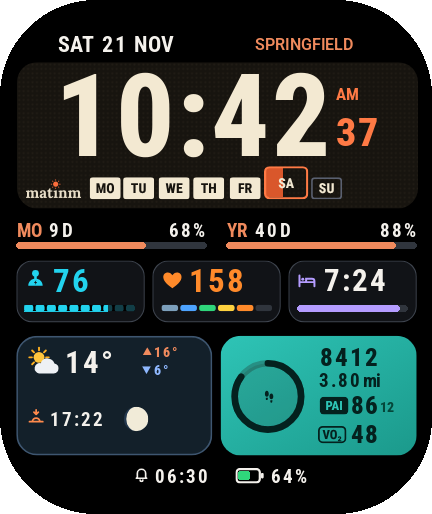 SAT 21 NOV SPRINGFIELD
10:42 AM 37
matinm MO TU WE TH FR SA SU
MO 9D 68% YR 40D 88%
76 158 7:24
14° ▲16° ▼6°
17:22
8412
3.80 mi
PAI 86 12
VO₂ 48
06:30 64%